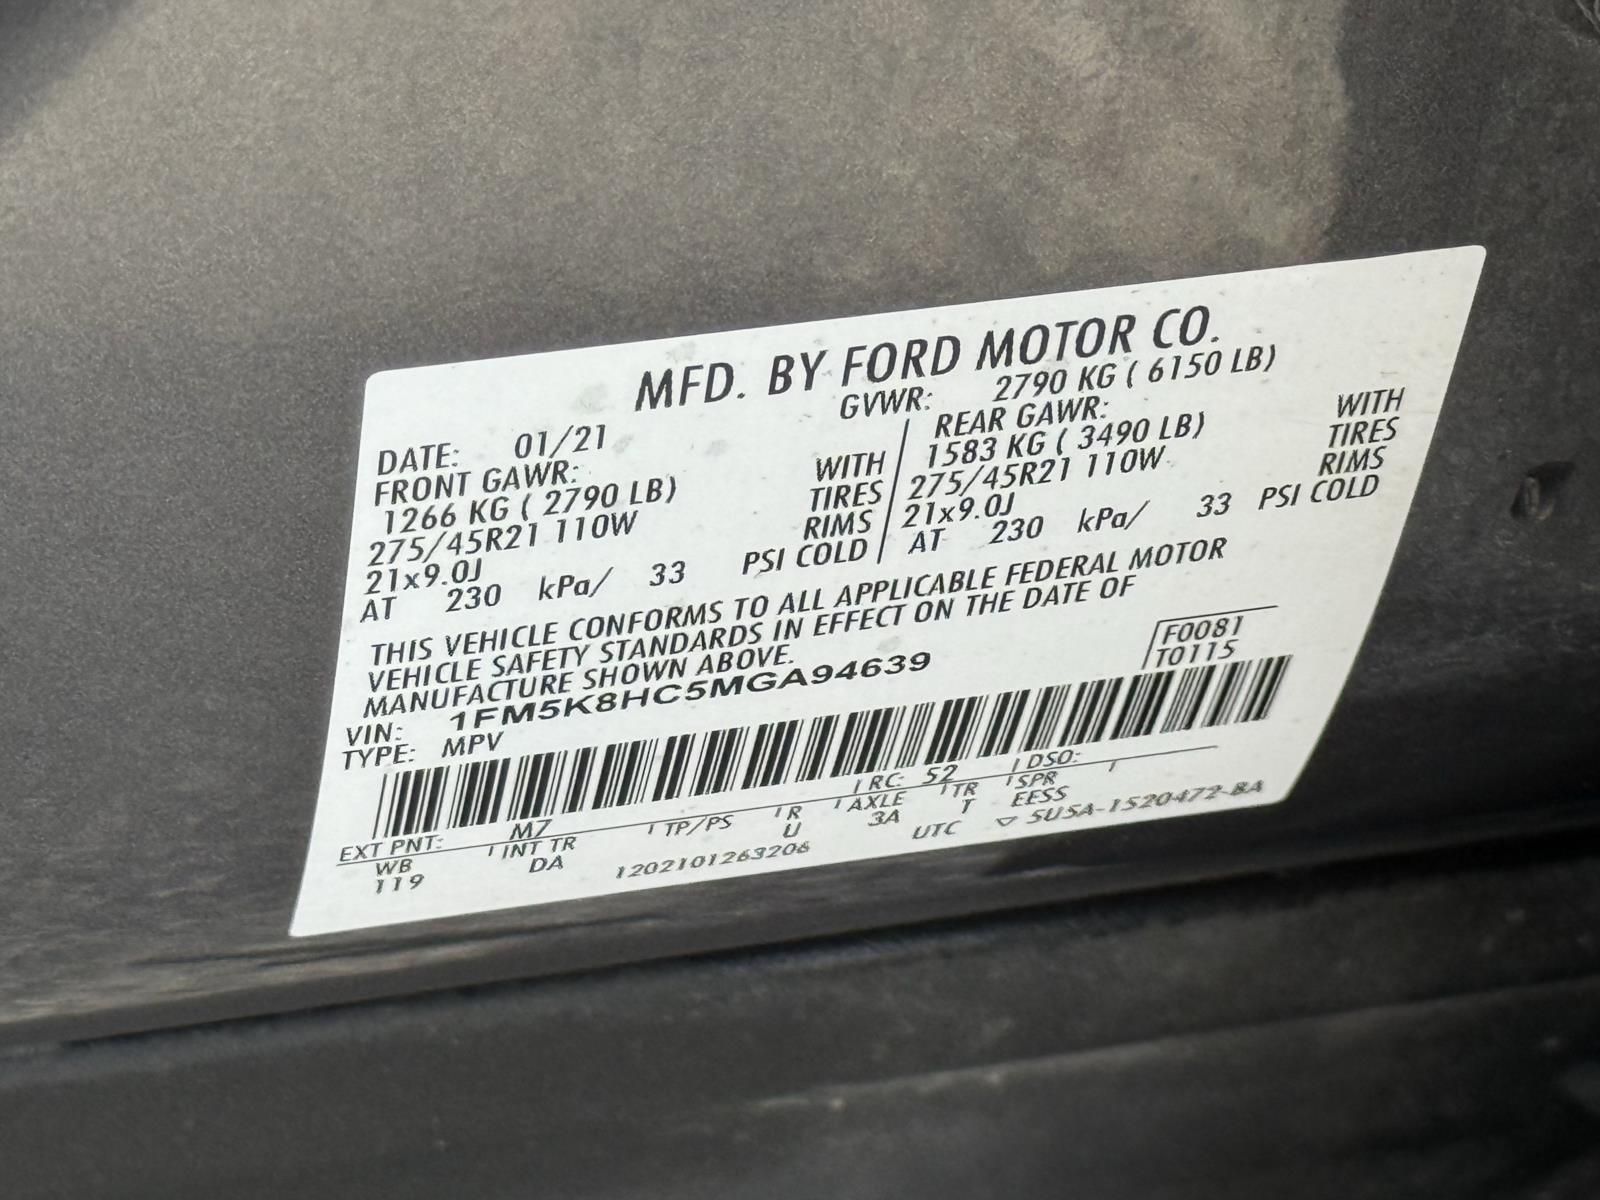 MFD. BY FORD MOTOR CO.
DATE: 01/21 GVWR: 2790 KG ( 6150 LB)
FRONT GAWR: REAR GAWR:
1266 KG ( 2790 LB) WITH 1583 KG ( 3490 LB) WITH
275/45R21 110W TIRES 275/45R21 110W TIRES
21x9.0J RIMS 21x9.0J RIMS
AT 230 kPa/ 33 PSI COLD AT 230 kPa/ 33 PSI COLD
THIS VEHICLE CONFORMS TO ALL APPLICABLE FEDERAL MOTOR
VEHICLE SAFETY STANDARDS IN EFFECT ON THE DATE OF
MANUFACTURE SHOWN ABOVE.
F0081
VIN: 1FM5K8HC5MGA94639 T0115
TYPE: MPV
EXT PNT: M7 RC: 52 DSO:
WB INT TR TP/PS R AXLE TR SPR
119 DA U 3A T EESS
1202101263206 UTC ▽ 5U5A-1520472-BA